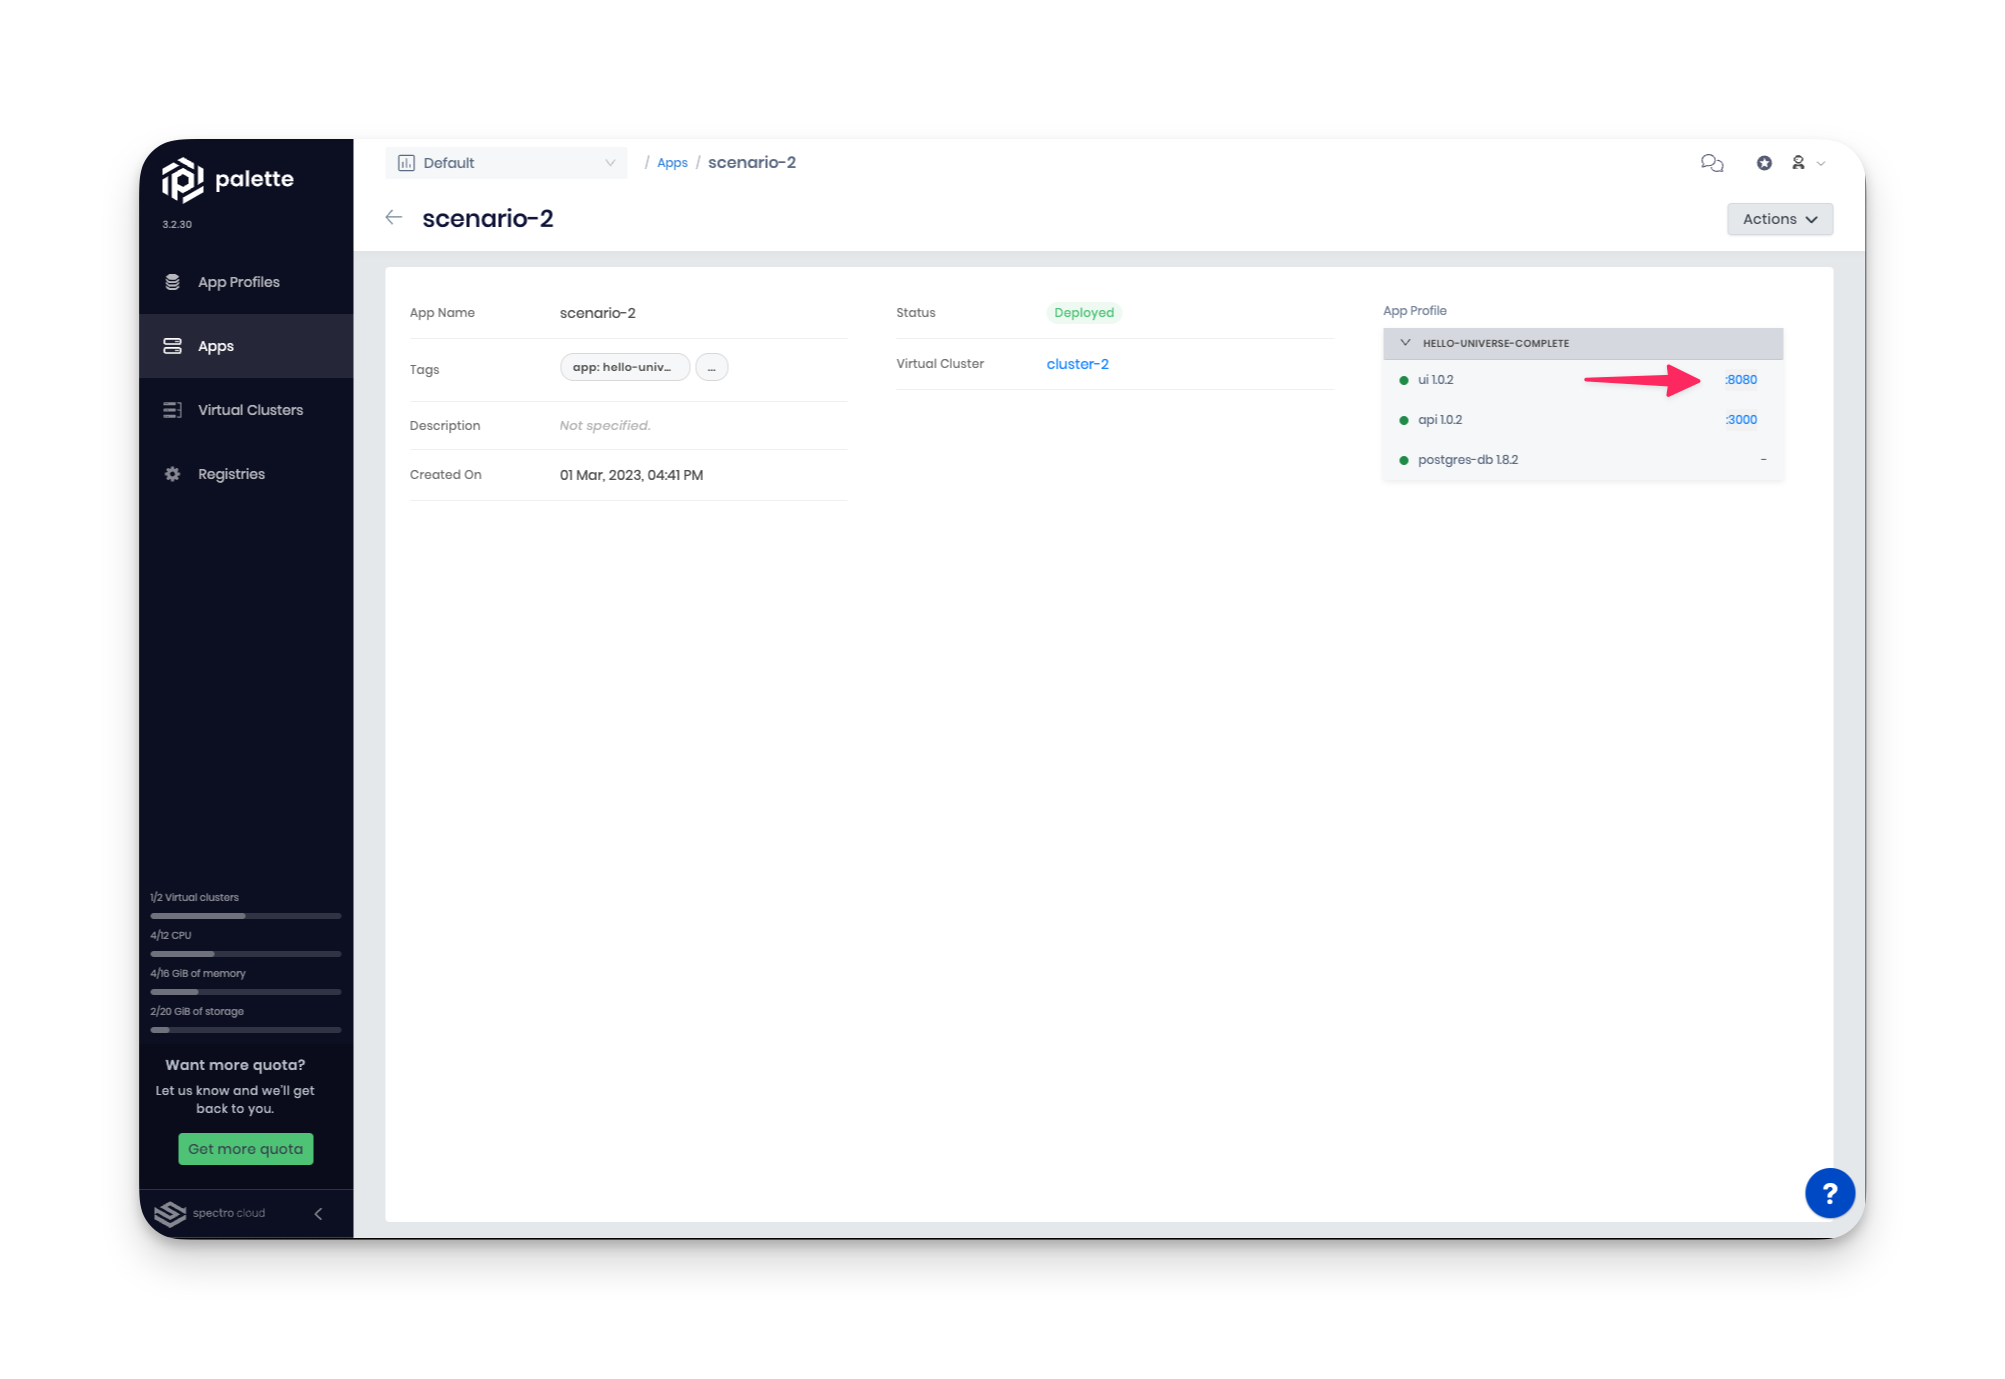 palette
3.2.30
App Profiles
Apps
Virtual Clusters
Registries
1/2 Virtual clusters
4/12 CPU
4/16 GiB of memory
2/20 GiB of storage
Want more quota?
Let us know and we'll get
back to you.
Get more quota
spectro cloud
Default
/ Apps / scenario-2
scenario-2
Actions
App Name scenario-2
Tags app: hello-univ... ...
Description Not specified.
Created On 01 Mar, 2023, 04:41 PM
Status Deployed
Virtual Cluster cluster-2
App Profile
HELLO-UNIVERSE-COMPLETE
ui 1.0.2 :8080
api 1.0.2 :3000
postgres-db 1.8.2 -
?